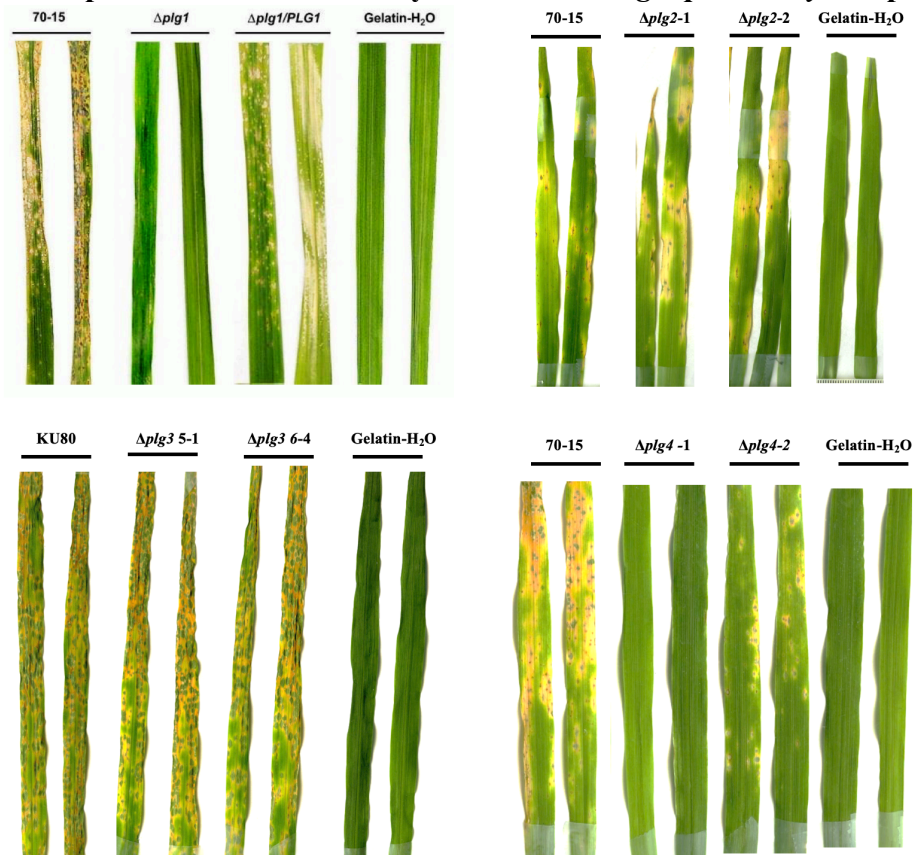 70-15 Δplg1 Δplg1/PLG1 Gelatin-H₂O
70-15 Δplg2-1 Δplg2-2 Gelatin-H₂O
KU80 Δplg3 5-1 Δplg3 6-4 Gelatin-H₂O
70-15 Δplg4 -1 Δplg4-2 Gelatin-H₂O